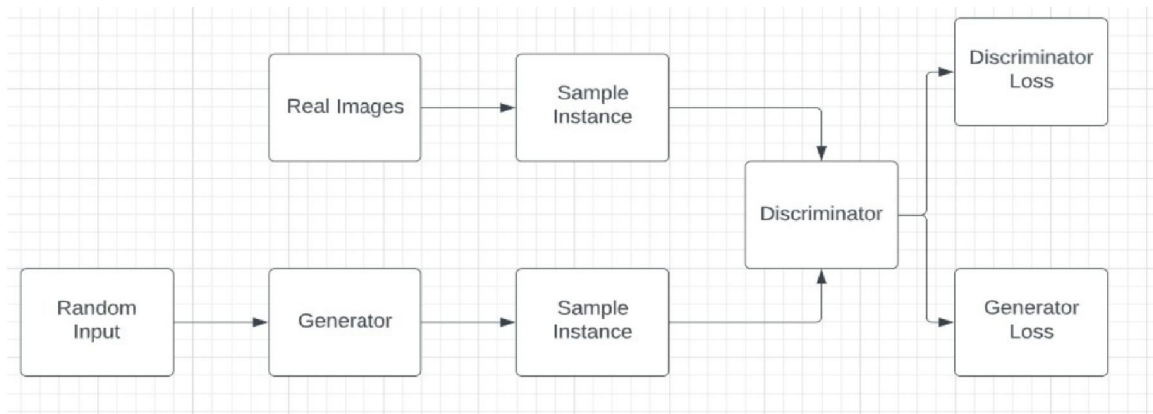 Real Images
Sample
Instance
Discriminator
Loss
Discriminator
Random
Input
Generator
Sample
Instance
Generator
Loss